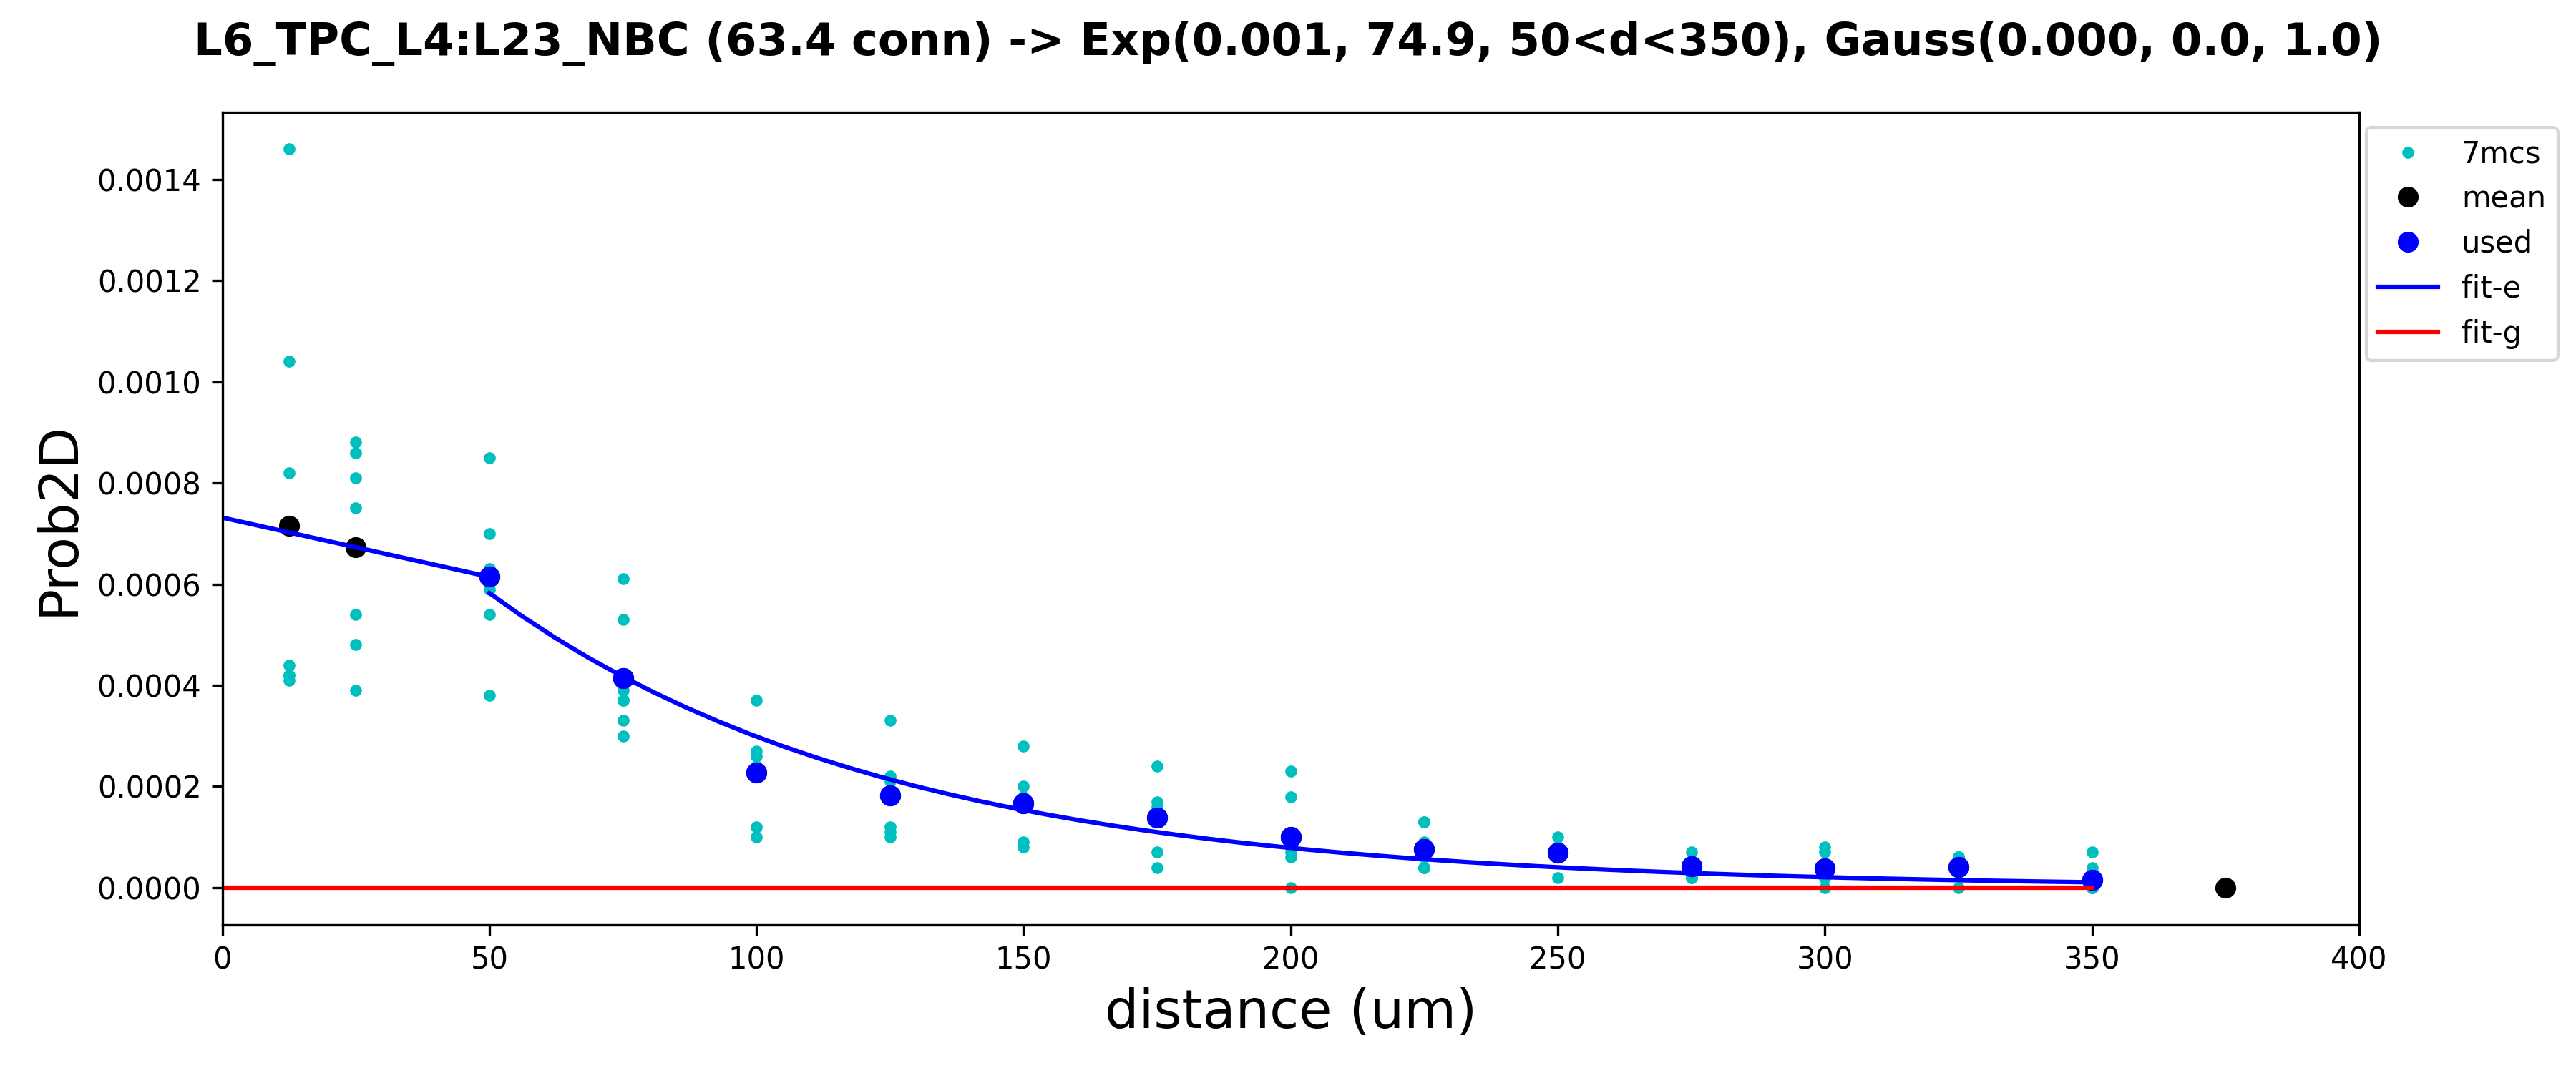 L6_TPC_L4:L23_NBC (63.4 conn) -> Exp(0.001, 74.9, 50<d<350), Gauss(0.000, 0.0, 1.0)
7mcs
mean
used
fit-e
fit-g
Prob2D
0.0014
0.0012
0.0010
0.0008
0.0006
0.0004
0.0002
0.0000
0 50 100 150 200 250 300 350 400
distance (um)